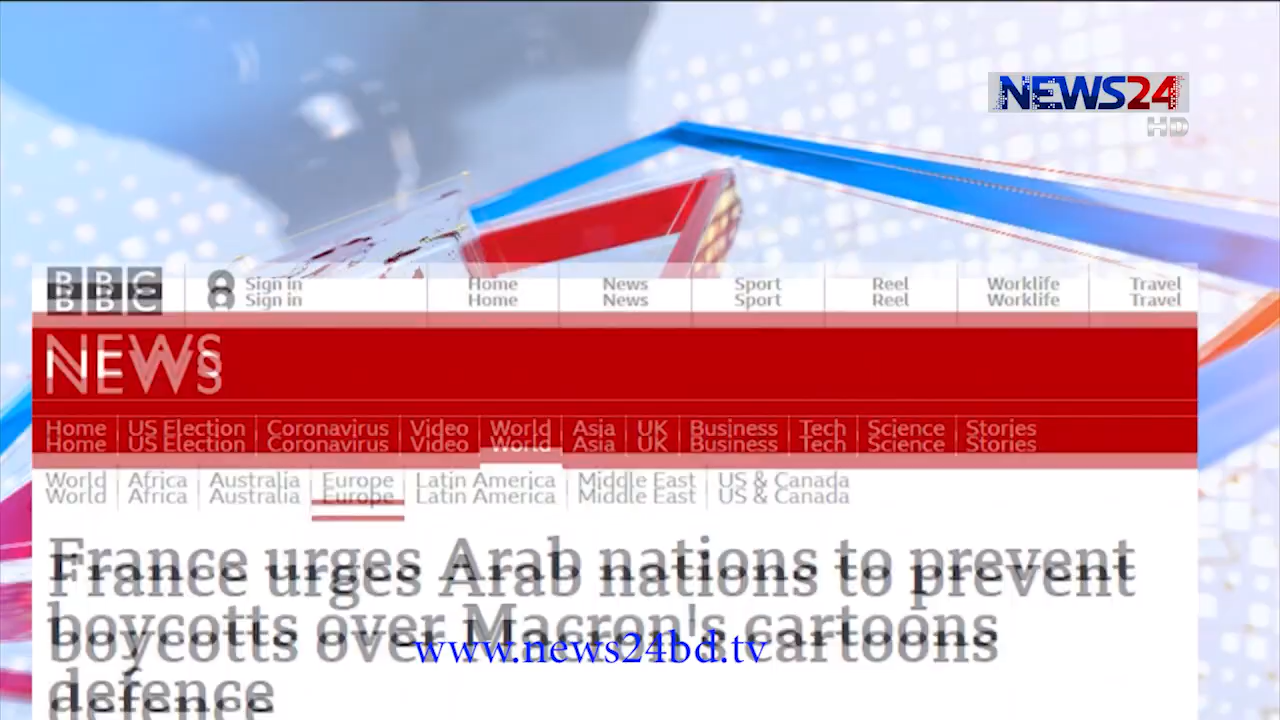 NEWS24
HD
BBC Sign in Home News Sport Reel Worklife Travel
NEWS
Home US Election Coronavirus Video World Asia UK Business Tech Science Stories
World Africa Australia Europe Latin America Middle East US & Canada
France urges Arab nations to prevent
boycotts over Macron's cartoons
www.news24bd.tv
defence